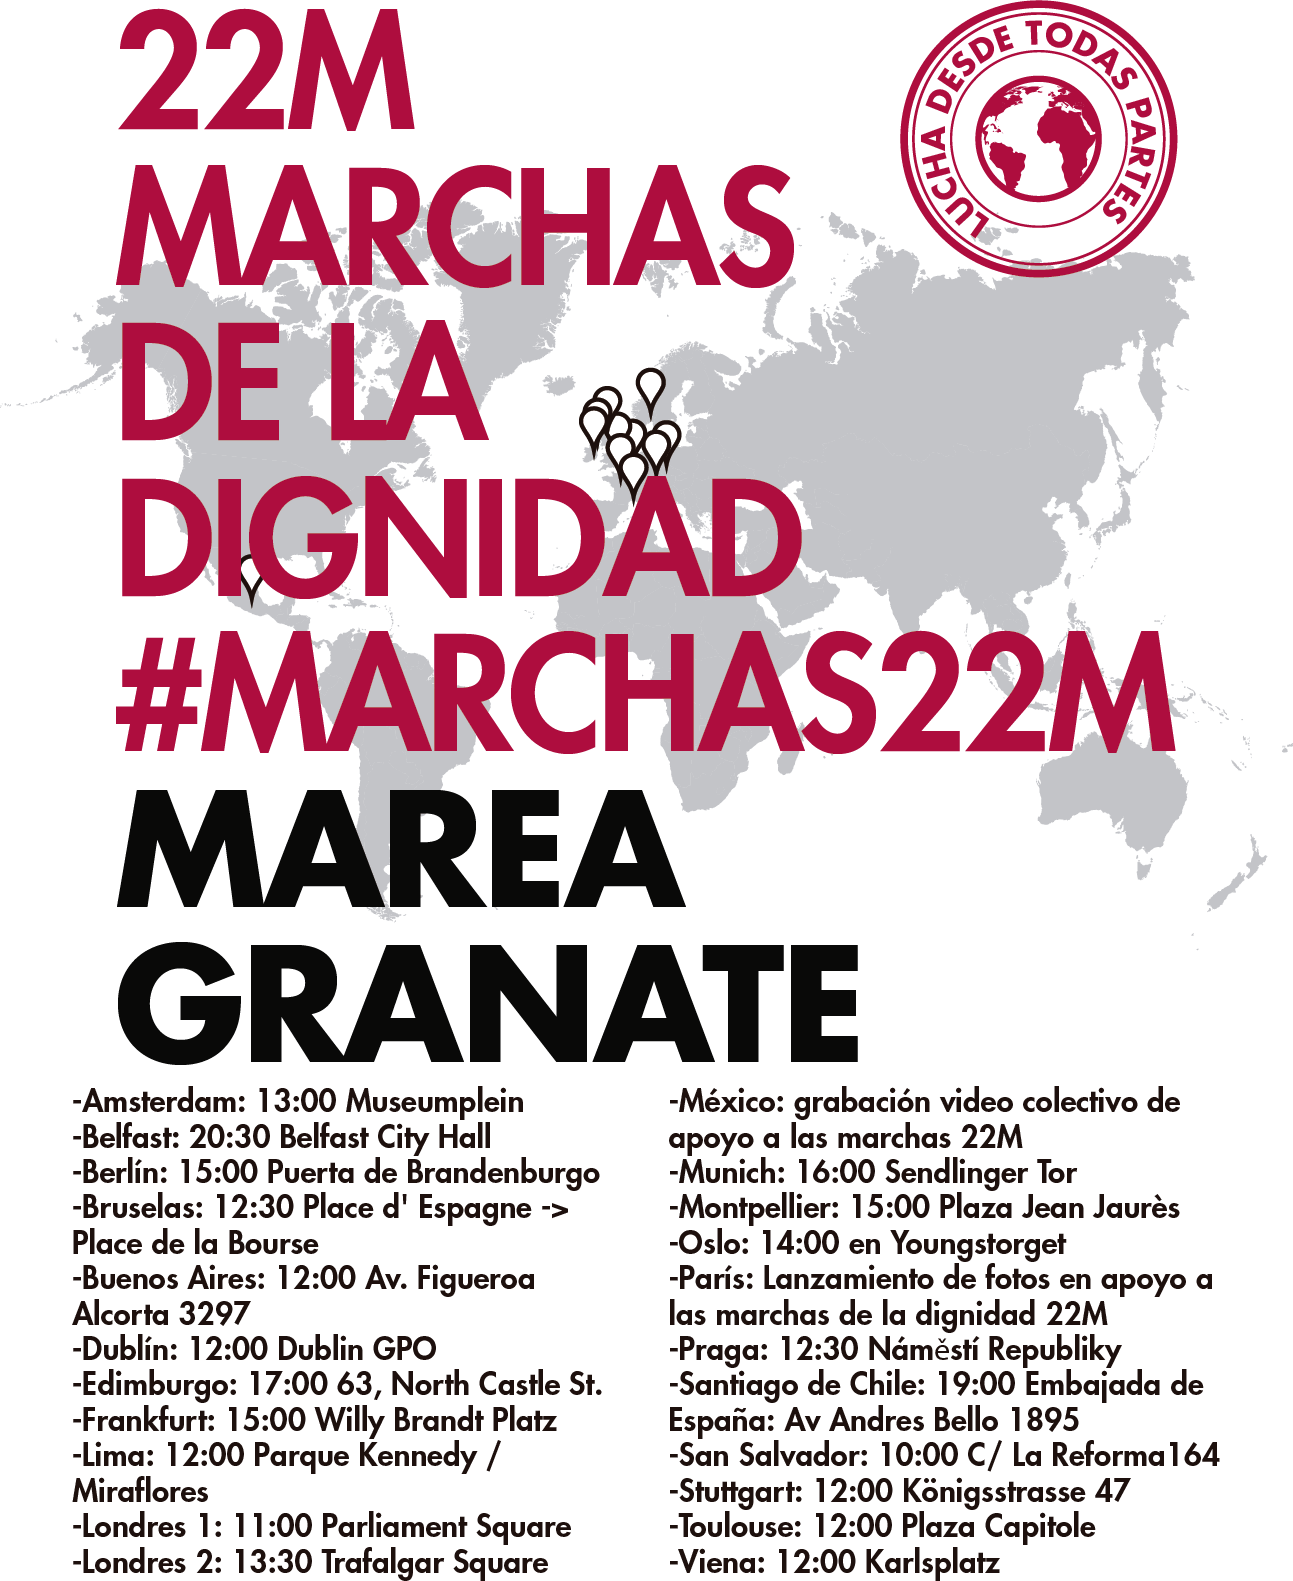 22M
MARCHAS
DE LA
DIGNIDAD
#MARCHAS22M
MAREA
GRANATE
LUCHA DESDE TODAS PARTES
-Amsterdam: 13:00 Museumplein
-Belfast: 20:30 Belfast City Hall
-Berlín: 15:00 Puerta de Brandenburgo
-Bruselas: 12:30 Place d' Espagne ->
Place de la Bourse
-Buenos Aires: 12:00 Av. Figueroa
Alcorta 3297
-Dublín: 12:00 Dublin GPO
-Edimburgo: 17:00 63, North Castle St.
-Frankfurt: 15:00 Willy Brandt Platz
-Lima: 12:00 Parque Kennedy /
Miraflores
-Londres 1: 11:00 Parliament Square
-Londres 2: 13:30 Trafalgar Square
-México: grabación video colectivo de
apoyo a las marchas 22M
-Munich: 16:00 Sendlinger Tor
-Montpellier: 15:00 Plaza Jean Jaurès
-Oslo: 14:00 en Youngstorget
-París: Lanzamiento de fotos en apoyo a
las marchas de la dignidad 22M
-Praga: 12:30 Náměstí Republiky
-Santiago de Chile: 19:00 Embajada de
España: Av Andres Bello 1895
-San Salvador: 10:00 C/ La Reforma164
-Stuttgart: 12:00 Königsstrasse 47
-Toulouse: 12:00 Plaza Capitole
-Viena: 12:00 Karlsplatz